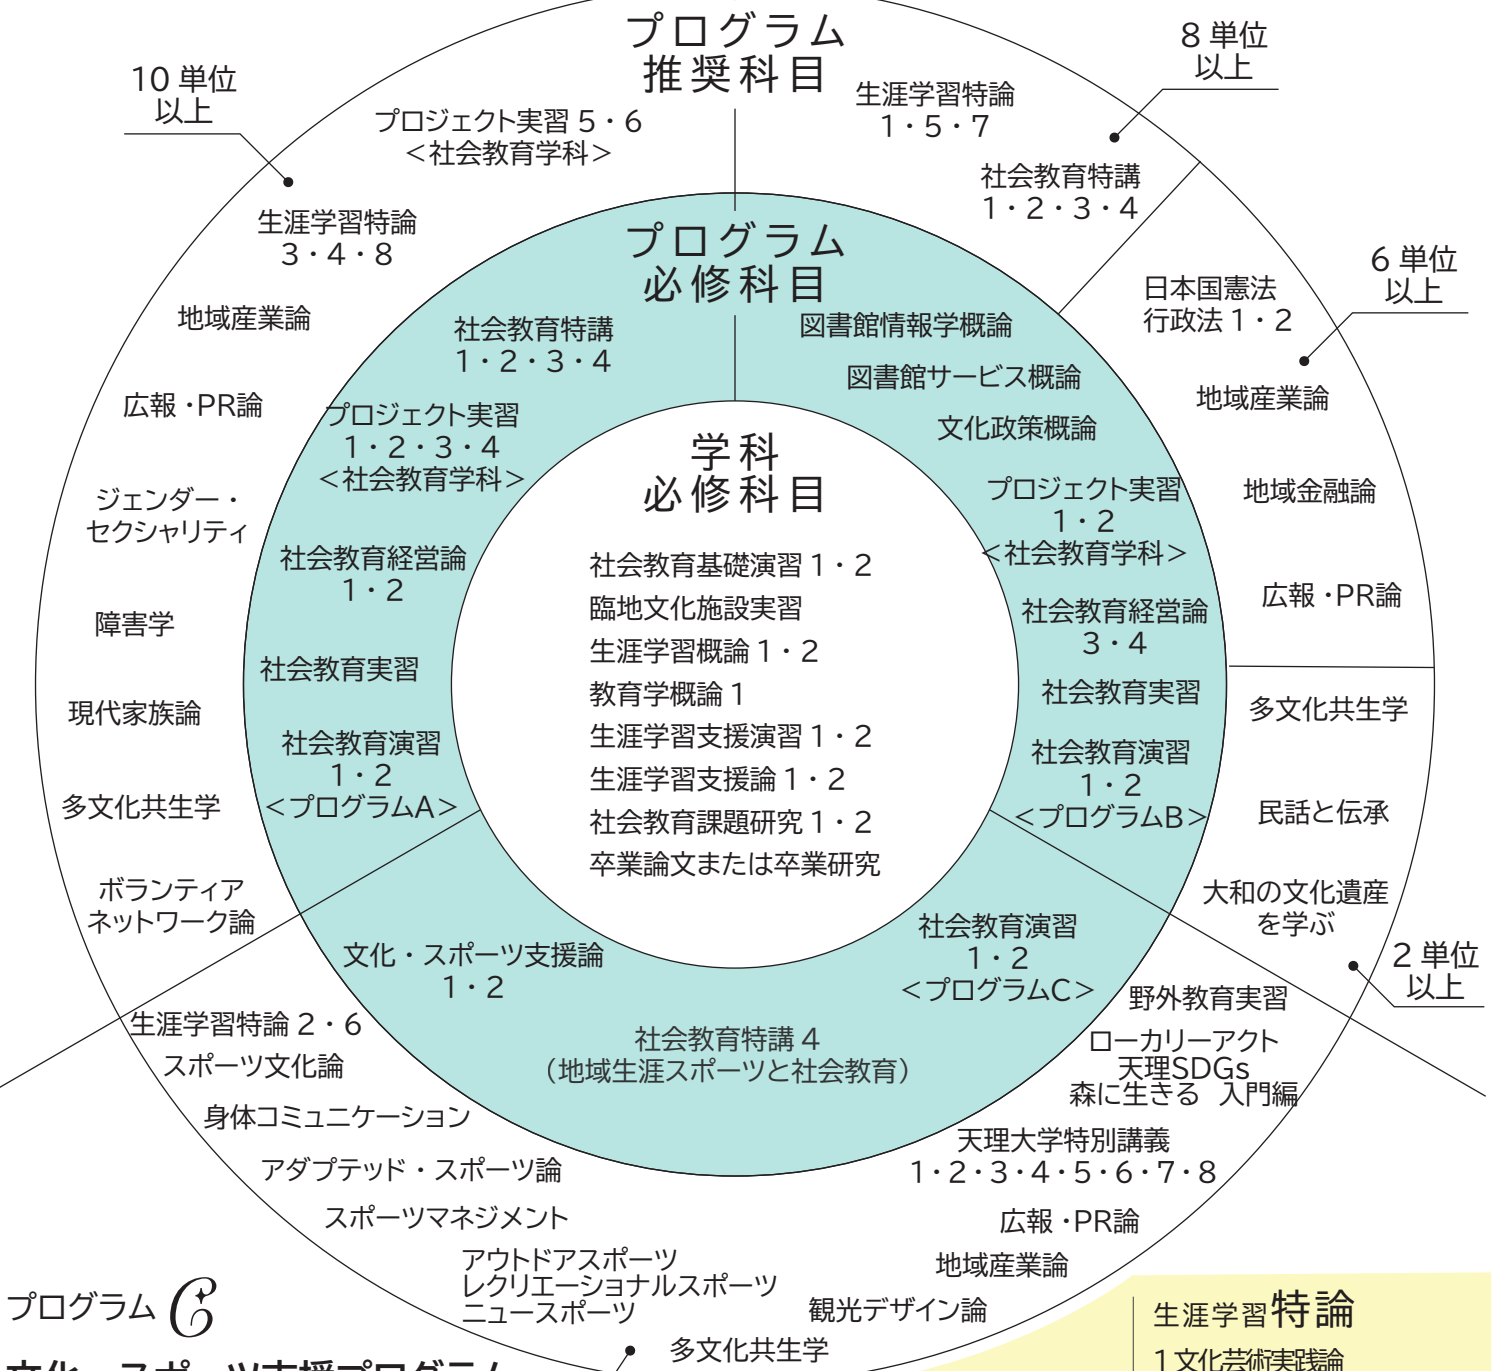 プログラム
推奨科目
10 単位
以上
8 単位
以上
プロジェクト実習 5・6
<社会教育学科>
生涯学習特論
1・5・7
社会教育特講
1・2・3・4
生涯学習特論
3・4・8
地域産業論
広報・PR論
ジェンダー・
セクシャリティ
障害学
現代家族論
多文化共生学
ボランティア
ネットワーク論
6 単位
以上
日本国憲法
行政法 1・2
地域産業論
地域金融論
広報・PR論
多文化共生学
民話と伝承
大和の文化遺産
を学ぶ
2 単位
以上
プログラム
必修科目
社会教育特講
1・2・3・4
プロジェクト実習
1・2・3・4
<社会教育学科>
社会教育経営論
1・2
社会教育実習
社会教育演習
1・2
<プログラムA>
図書館情報学概論
図書館サービス概論
文化政策概論
プロジェクト実習
1・2
<社会教育学科>
社会教育経営論
3・4
社会教育実習
社会教育演習
1・2
<プログラムB>
学科
必修科目
社会教育基礎演習 1・2
臨地文化施設実習
生涯学習概論 1・2
教育学概論 1
生涯学習支援演習 1・2
生涯学習支援論 1・2
社会教育課題研究 1・2
卒業論文または卒業研究
文化・スポーツ支援論
1・2
社会教育演習
1・2
<プログラムC>
社会教育特講 4
（地域生涯スポーツと社会教育）
生涯学習特論 2・6
スポーツ文化論
身体コミュニケーション
アダプテッド・スポーツ論
スポーツマネジメント
アウトドアスポーツ
レクリエーショナルスポーツ
ニュースポーツ
多文化共生学
野外教育実習
ローカリーアクト
天理SDGs
森に生きる 入門編
天理大学特別講義
1・2・3・4・5・6・7・8
広報・PR論
地域産業論
観光デザイン論
プログラム C
文化・スポーツ支援プログラム
生涯学習特論
1 文化芸術実践論